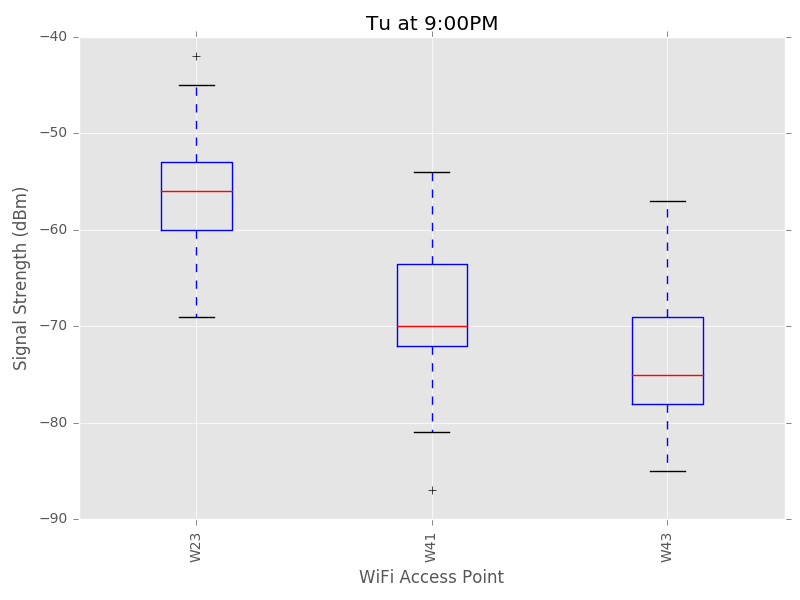 Tu at 9:00PM
−40
−50
−60
−70
−80
−90
Signal Strength (dBm)
W23
W41
W43
WiFi Access Point